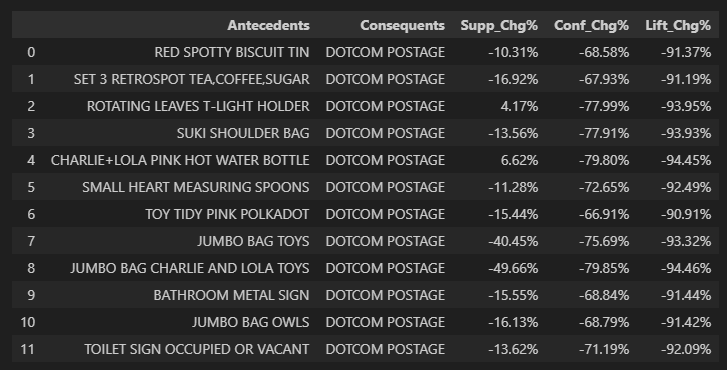 Antecedents Consequents Supp_Chg% Conf_Chg% Lift_Chg%
0 RED SPOTTY BISCUIT TIN DOTCOM POSTAGE -10.31% -68.58% -91.37%
1 SET 3 RETROSPOT TEA,COFFEE,SUGAR DOTCOM POSTAGE -16.92% -67.93% -91.19%
2 ROTATING LEAVES T-LIGHT HOLDER DOTCOM POSTAGE 4.17% -77.99% -93.95%
3 SUKI SHOULDER BAG DOTCOM POSTAGE -13.56% -77.91% -93.93%
4 CHARLIE+LOLA PINK HOT WATER BOTTLE DOTCOM POSTAGE 6.62% -79.80% -94.45%
5 SMALL HEART MEASURING SPOONS DOTCOM POSTAGE -11.28% -72.65% -92.49%
6 TOY TIDY PINK POLKADOT DOTCOM POSTAGE -15.44% -66.91% -90.91%
7 JUMBO BAG TOYS DOTCOM POSTAGE -40.45% -75.69% -93.32%
8 JUMBO BAG CHARLIE AND LOLA TOYS DOTCOM POSTAGE -49.66% -79.85% -94.46%
9 BATHROOM METAL SIGN DOTCOM POSTAGE -15.55% -68.84% -91.44%
10 JUMBO BAG OWLS DOTCOM POSTAGE -16.13% -68.79% -91.42%
11 TOILET SIGN OCCUPIED OR VACANT DOTCOM POSTAGE -13.62% -71.19% -92.09%